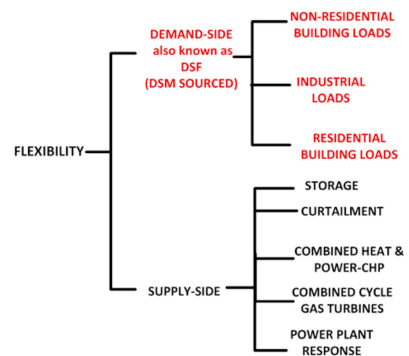 NON-RESIDENTIAL
BUILDING LOADS
DEMAND-SIDE
also known as
DSF
(DSM SOURCED)
INDUSTRIAL
LOADS
RESIDENTIAL
BUILDING LOADS
FLEXIBILITY
STORAGE
CURTAILMENT
COMBINED HEAT &
POWER-CHP
SUPPLY-SIDE
COMBINED CYCLE
GAS TURBINES
POWER PLANT
RESPONSE